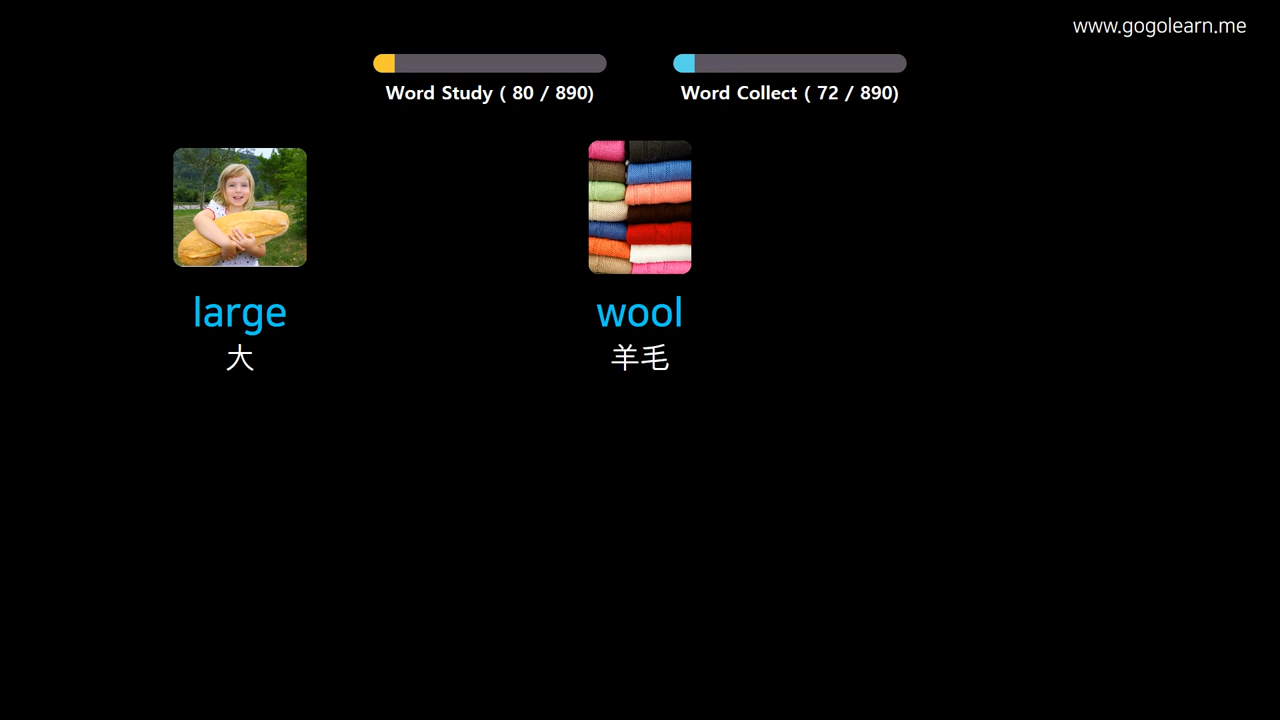 www.gogolearn.me
Word Study ( 80 / 890)
Word Collect ( 72 / 890)
large
大
wool
羊毛